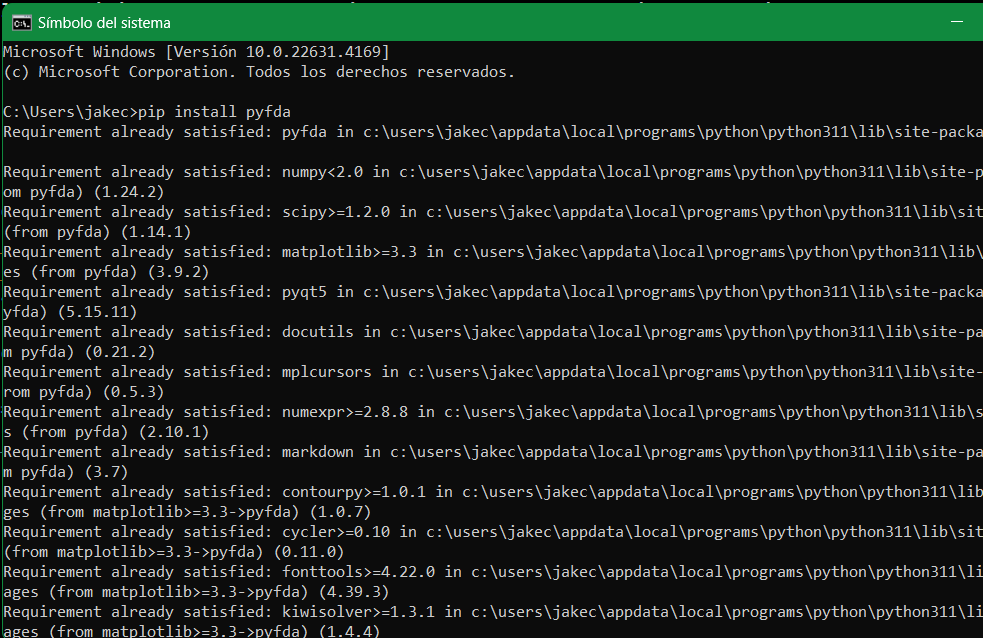 Símbolo del sistema
Microsoft Windows [Versión 10.0.22631.4169]
(c) Microsoft Corporation. Todos los derechos reservados.
C:\Users\jakec>pip install pyfda
Requirement already satisfied: pyfda in c:\users\jakec\appdata\local\programs\python\python311\lib\site-packa
Requirement already satisfied: numpy<2.0 in c:\users\jakec\appdata\local\programs\python\python311\lib\site-p
om pyfda) (1.24.2)
Requirement already satisfied: scipy>=1.2.0 in c:\users\jakec\appdata\local\programs\python\python311\lib\sit
(from pyfda) (1.14.1)
Requirement already satisfied: matplotlib>=3.3 in c:\users\jakec\appdata\local\programs\python\python311\lib\
es (from pyfda) (3.9.2)
Requirement already satisfied: pyqt5 in c:\users\jakec\appdata\local\programs\python\python311\lib\site-packa
yfda) (5.15.11)
Requirement already satisfied: docutils in c:\users\jakec\appdata\local\programs\python\python311\lib\site-pa
m pyfda) (0.21.2)
Requirement already satisfied: mplcursors in c:\users\jakec\appdata\local\programs\python\python311\lib\site-
rom pyfda) (0.5.3)
Requirement already satisfied: numexpr>=2.8.8 in c:\users\jakec\appdata\local\programs\python\python311\lib\s
s (from pyfda) (2.10.1)
Requirement already satisfied: markdown in c:\users\jakec\appdata\local\programs\python\python311\lib\site-pa
m pyfda) (3.7)
Requirement already satisfied: contourpy>=1.0.1 in c:\users\jakec\appdata\local\programs\python\python311\lib
ges (from matplotlib>=3.3->pyfda) (1.0.7)
Requirement already satisfied: cycler>=0.10 in c:\users\jakec\appdata\local\programs\python\python311\lib\sit
(from matplotlib>=3.3->pyfda) (0.11.0)
Requirement already satisfied: fonttools>=4.22.0 in c:\users\jakec\appdata\local\programs\python\python311\li
ages (from matplotlib>=3.3->pyfda) (4.39.3)
Requirement already satisfied: kiwisolver>=1.3.1 in c:\users\jakec\appdata\local\programs\python\python311\li
ages (from matplotlib>=3.3->pyfda) (1.4.4)